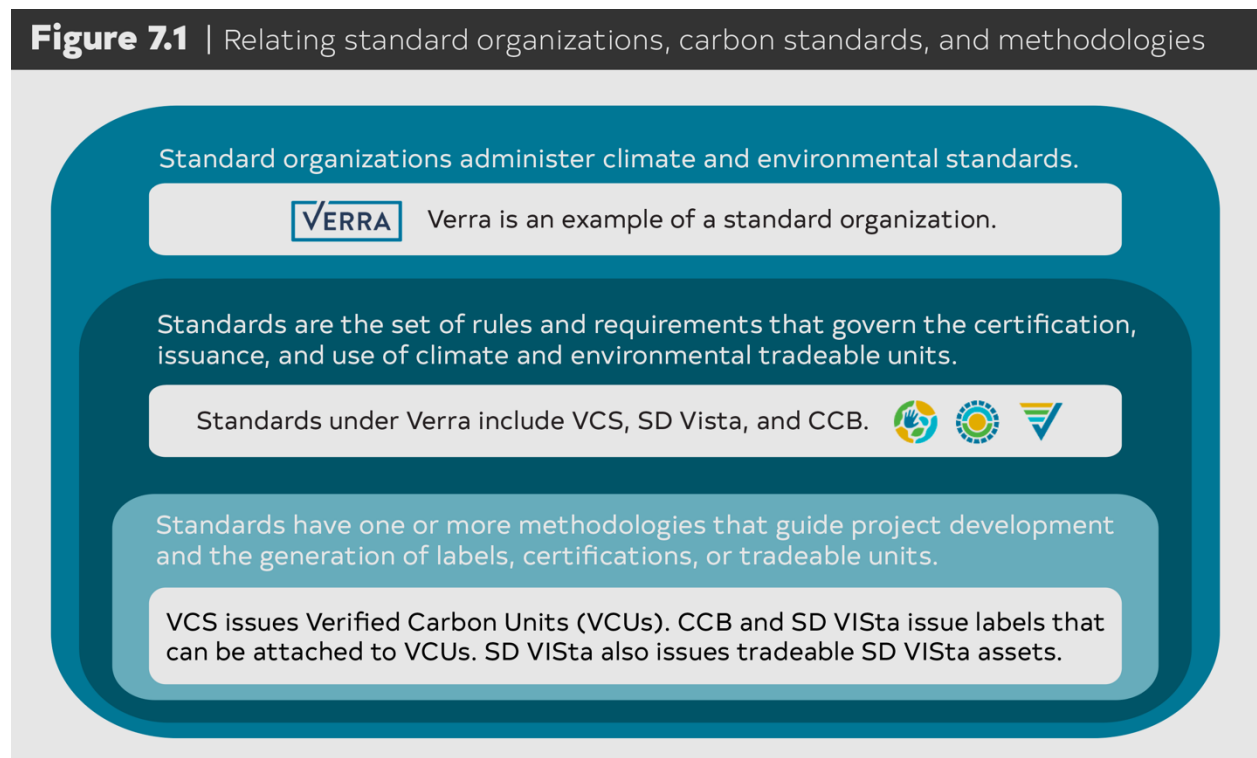 Figure 7.1 | Relating standard organizations, carbon standards, and methodologies
Standard organizations administer climate and environmental standards.
VERRA Verra is an example of a standard organization.
Standards are the set of rules and requirements that govern the certification,
issuance, and use of climate and environmental tradeable units.
Standards under Verra include VCS, SD Vista, and CCB.
Standards have one or more methodologies that guide project development
and the generation of labels, certifications, or tradeable units.
VCS issues Verified Carbon Units (VCUs). CCB and SD VISta issue labels that
can be attached to VCUs. SD VISta also issues tradeable SD VISta assets.